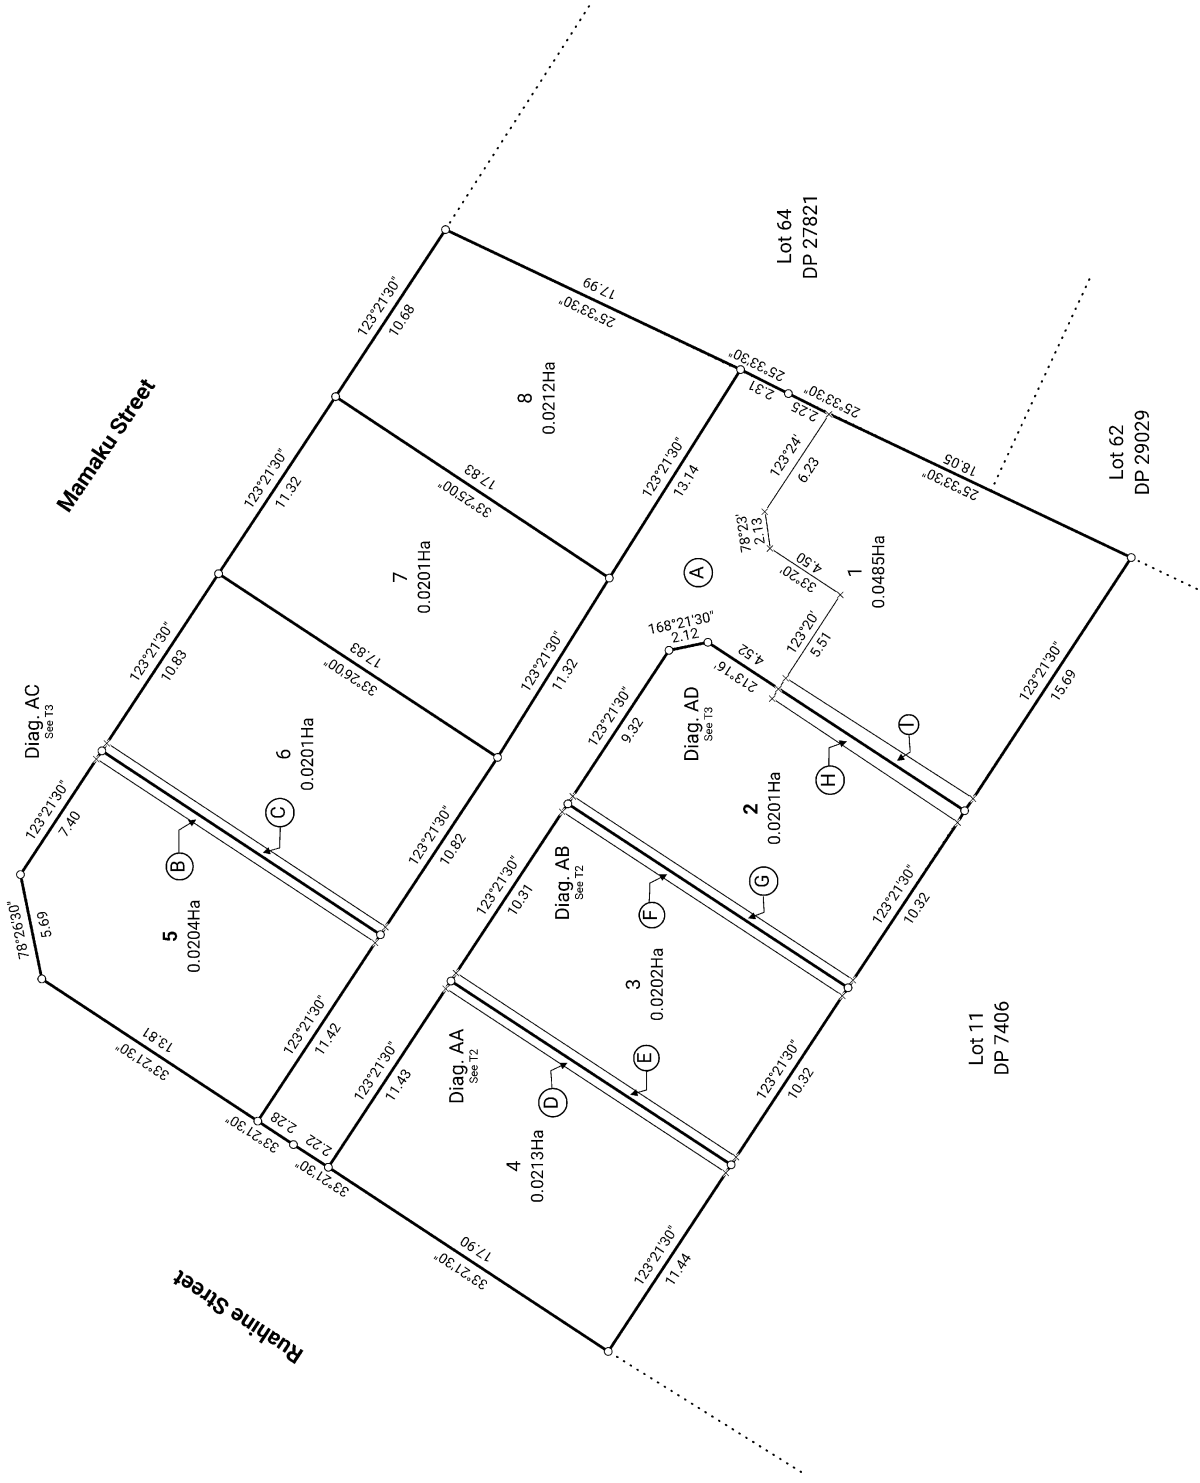 Mamaku Street
Ruahine Street
Lot 64
DP 27821
Lot 62
DP 29029
Lot 11
DP 7406
Diag. AC
See T3
78°26'30"
5.69
123°21'30"
7.40
123°21'30"
10.83
123°21'30"
11.32
123°21'30"
10.68
17.99
25°33'30"
13.81
33°21'30"
5
0.0204Ha
B
C
6
0.0201Ha
17.83
33°26'00"
7
0.0201Ha
17.83
33°25'00"
8
0.0212Ha
123°21'30"
11.42
123°21'30"
10.82
123°21'30"
11.32
123°21'30"
13.14
33°21'30"
2.28
33°21'30"
2.22
25°33'30"
2.31
25°33'30"
2.25
A
123°21'30"
11.43
123°21'30"
10.31
123°21'30"
9.32
168°21'30"
2.12
4.52
213°16'
123°20'
5.51
33°20'
4.50
78°23'
2.13
123°24'
6.23
Diag. AA
See T2
Diag. AB
See T2
Diag. AD
See T3
17.90
33°21'30"
4
0.0213Ha
D
E
3
0.0202Ha
F
G
2
0.0201Ha
H
I
1
0.0485Ha
18.05
25°33'30"
123°21'30"
11.44
123°21'30"
10.32
123°21'30"
10.32
123°21'30"
15.69